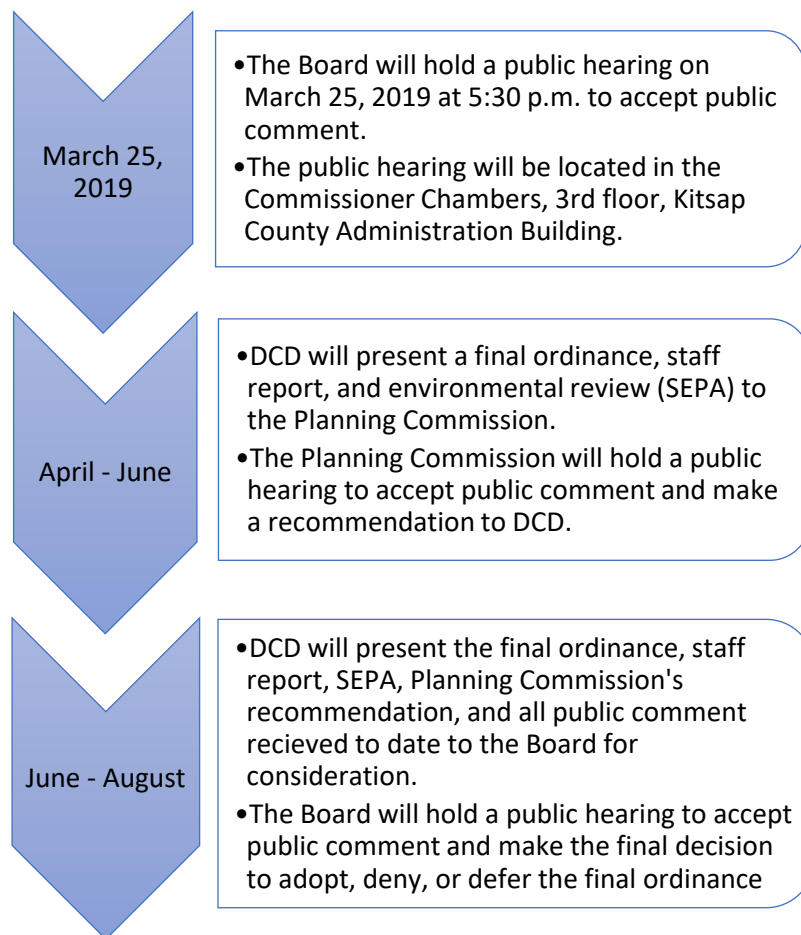 March 25,
2019
•The Board will hold a public hearing on
March 25, 2019 at 5:30 p.m. to accept public
comment.
•The public hearing will be located in the
Commissioner Chambers, 3rd floor, Kitsap
County Administration Building.
April - June
•DCD will present a final ordinance, staff
report, and environmental review (SEPA) to
the Planning Commission.
•The Planning Commission will hold a public
hearing to accept public comment and make
a recommendation to DCD.
June - August
•DCD will present the final ordinance, staff
report, SEPA, Planning Commission's
recommendation, and all public comment
recieved to date to the Board for
consideration.
•The Board will hold a public hearing to accept
public comment and make the final decision
to adopt, deny, or defer the final ordinance